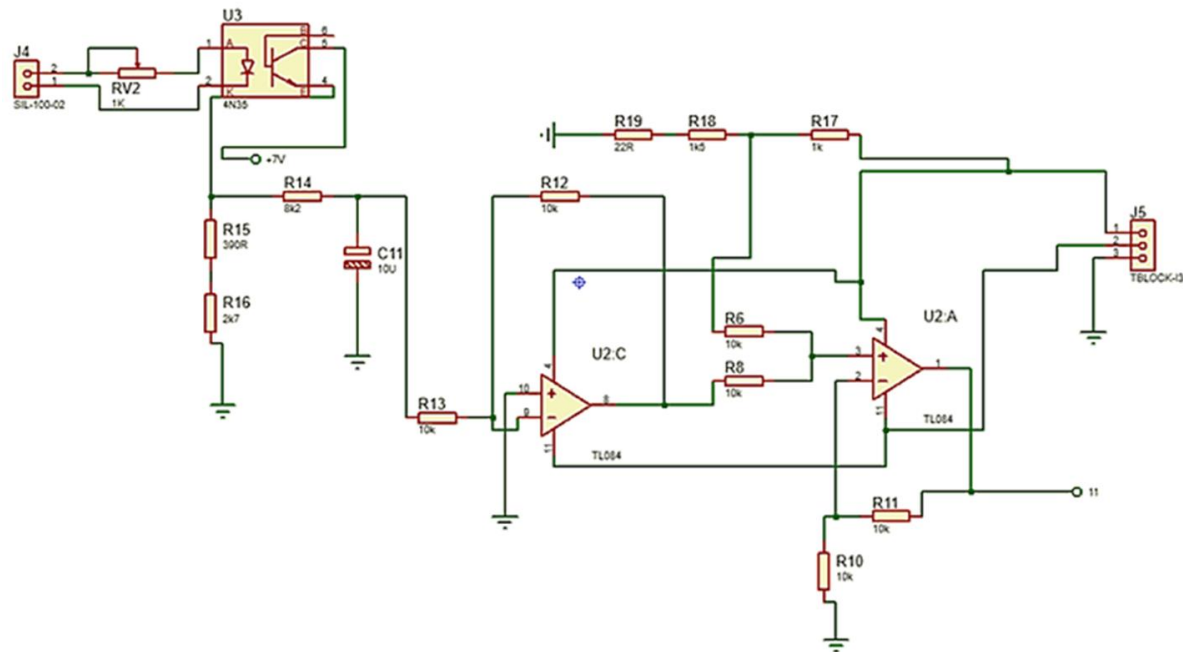 U3
J4
2
1
SIL-100-02
RV2
1K
1
2
A
K
B
C
E
6
5
4
4N35
+7V
R14
8k2
R15
390R
R16
2k7
C11
10U
R13
10k
R12
10k
R19
22R
R18
1k5
R17
1k
J5
1
2
3
TBLOCK-I3
U2:C
4
10
9
8
11
TL084
R6
10k
R8
10k
U2:A
4
3
2
1
11
TL084
R11
10k
R10
10k
11